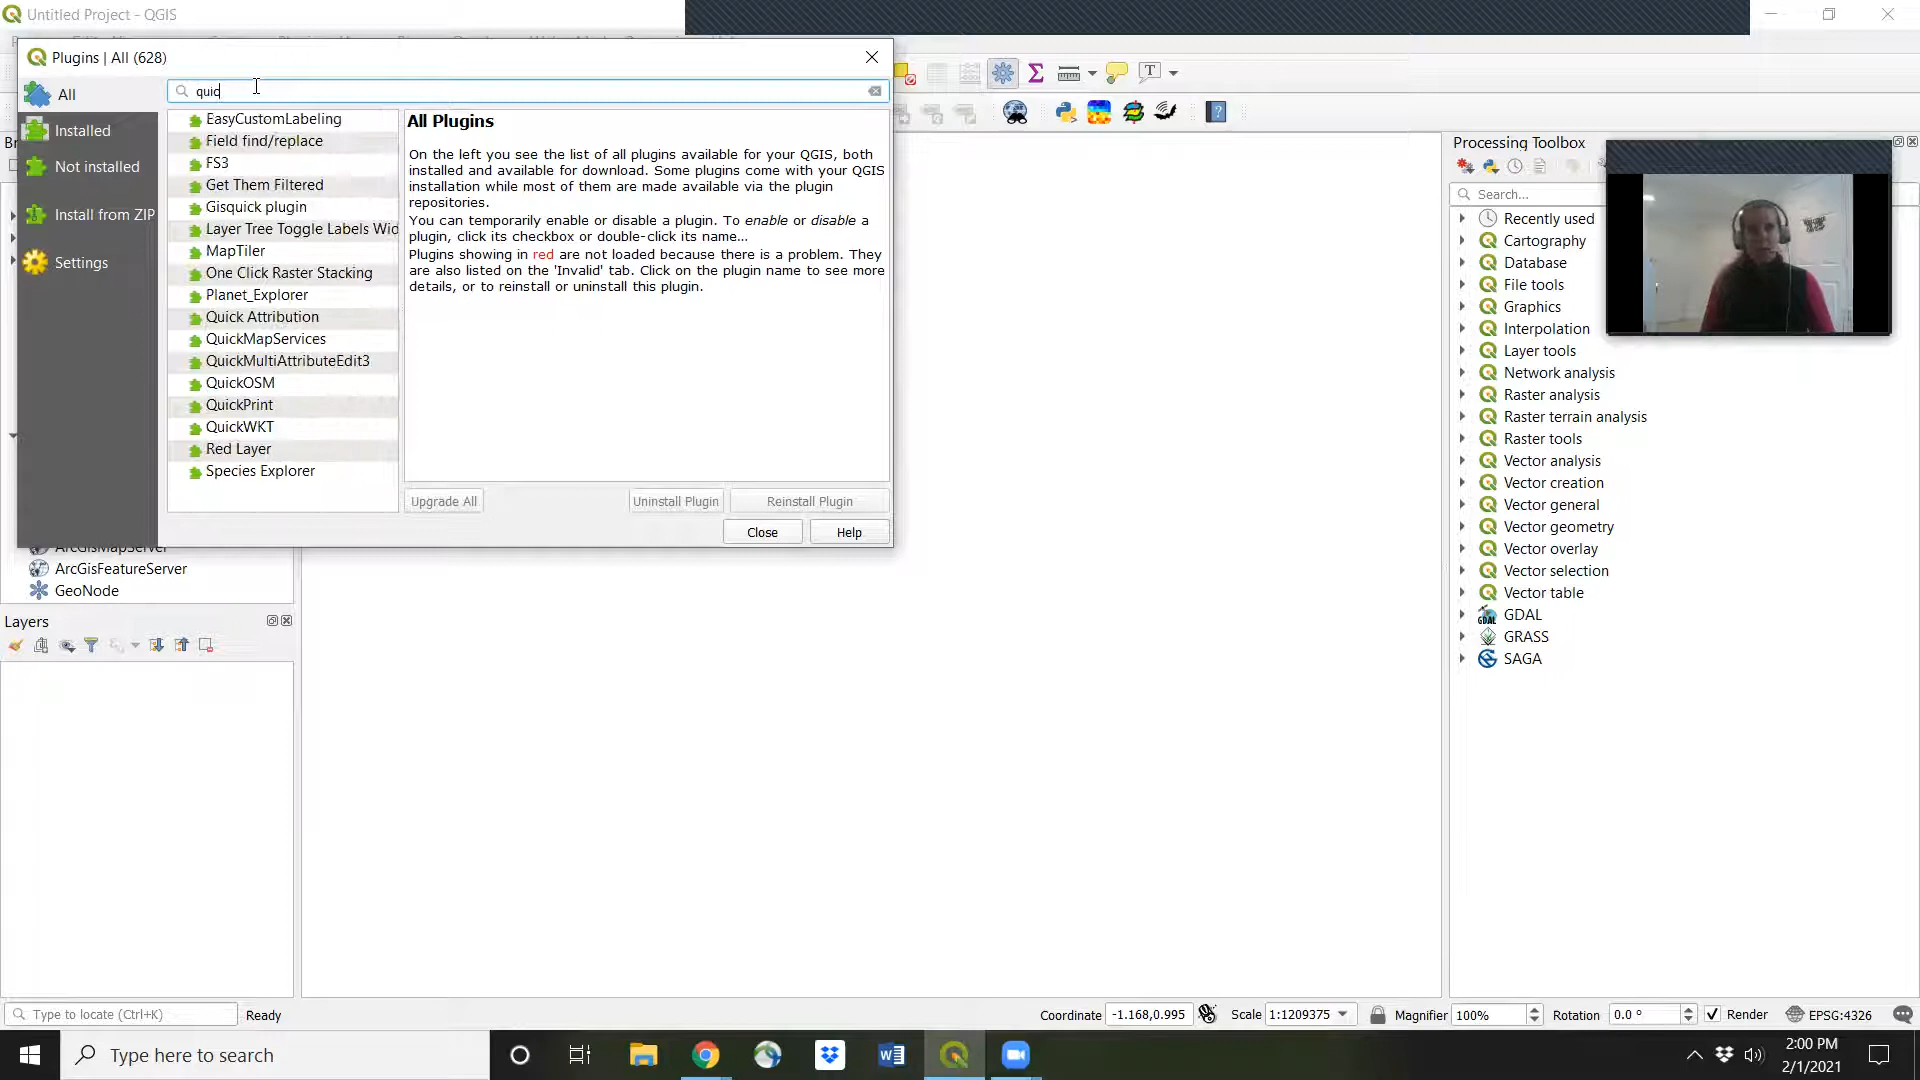 Untitled Project - QGIS
Plugins | All (628)
All
Installed
Not installed
Install from ZIP
Settings
quic
EasyCustomLabeling
Field find/replace
FS3
Get Them Filtered
Gisquick plugin
Layer Tree Toggle Labels Wid
MapTiler
One Click Raster Stacking
Planet_Explorer
Quick Attribution
QuickMapServices
QuickMultiAttributeEdit3
QuickOSM
QuickPrint
QuickWKT
Red Layer
Species Explorer
All Plugins
On the left you see the list of all plugins available for your QGIS, both
installed and available for download. Some plugins come with your QGIS
installation while most of them are made available via the plugin
repositories.
You can temporarily enable or disable a plugin. To enable or disable a
plugin, click its checkbox or double-click its name...
Plugins showing in red are not loaded because there is a problem. They
are also listed on the 'Invalid' tab. Click on the plugin name to see more
details, or to reinstall or uninstall this plugin.
Upgrade All
Uninstall Plugin
Reinstall Plugin
Close
Help
Br
ArcGisMapServer
ArcGisFeatureServer
GeoNode
Layers
Processing Toolbox
Search...
Recently used
Cartography
Database
File tools
Graphics
Interpolation
Layer tools
Network analysis
Raster analysis
Raster terrain analysis
Raster tools
Vector analysis
Vector creation
Vector general
Vector geometry
Vector overlay
Vector selection
Vector table
GDAL
GRASS
SAGA
Type to locate (Ctrl+K)
Ready
Coordinate -1.168,0.995
Scale 1:1209375
Magnifier 100%
Rotation 0.0 °
Render
EPSG:4326
Type here to search
2:00 PM
2/1/2021